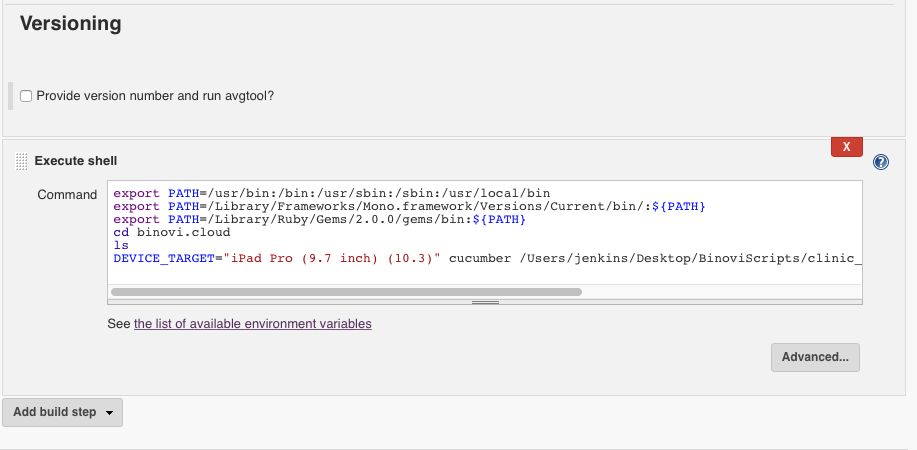 Versioning
Provide version number and run avgtool?
X
Execute shell
?
Command
export PATH=/usr/bin:/bin:/usr/sbin:/sbin:/usr/local/bin
export PATH=/Library/Frameworks/Mono.framework/Versions/Current/bin/:${PATH}
export PATH=/Library/Ruby/Gems/2.0.0/gems/bin:${PATH}
cd binovi.cloud
ls
DEVICE_TARGET="iPad Pro (9.7 inch) (10.3)" cucumber /Users/jenkins/Desktop/BinoviScripts/clinic_
See the list of available environment variables
Advanced...
Add build step